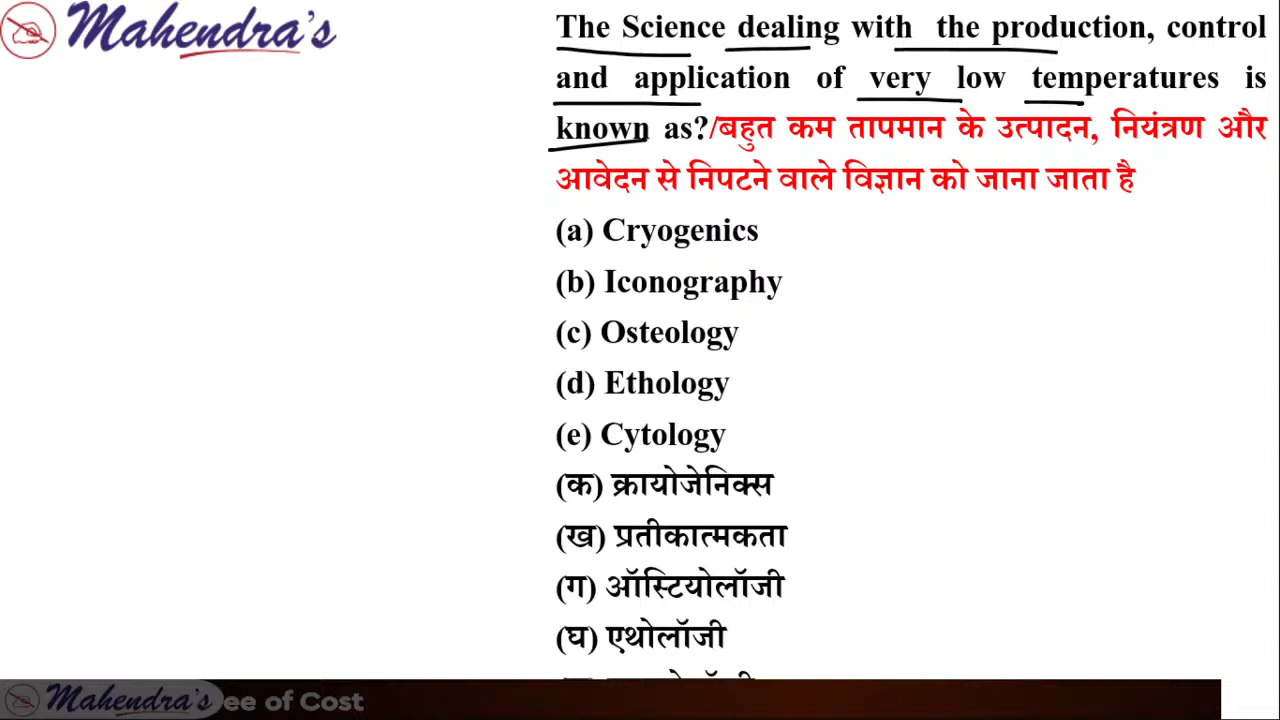 Mahendra's
The Science dealing with the production, control
and application of very low temperatures is
known as?/बहुत कम तापमान के उत्पादन, नियंत्रण और
आवेदन से निपटने वाले विज्ञान को जाना जाता है
(a) Cryogenics
(b) Iconography
(c) Osteology
(d) Ethology
(e) Cytology
(क) क्रायोजेनिक्स
(ख) प्रतीकात्मकता
(ग) ऑस्टियोलॉजी
(घ) एथोलॉजी
Mahendra's ee of Cost